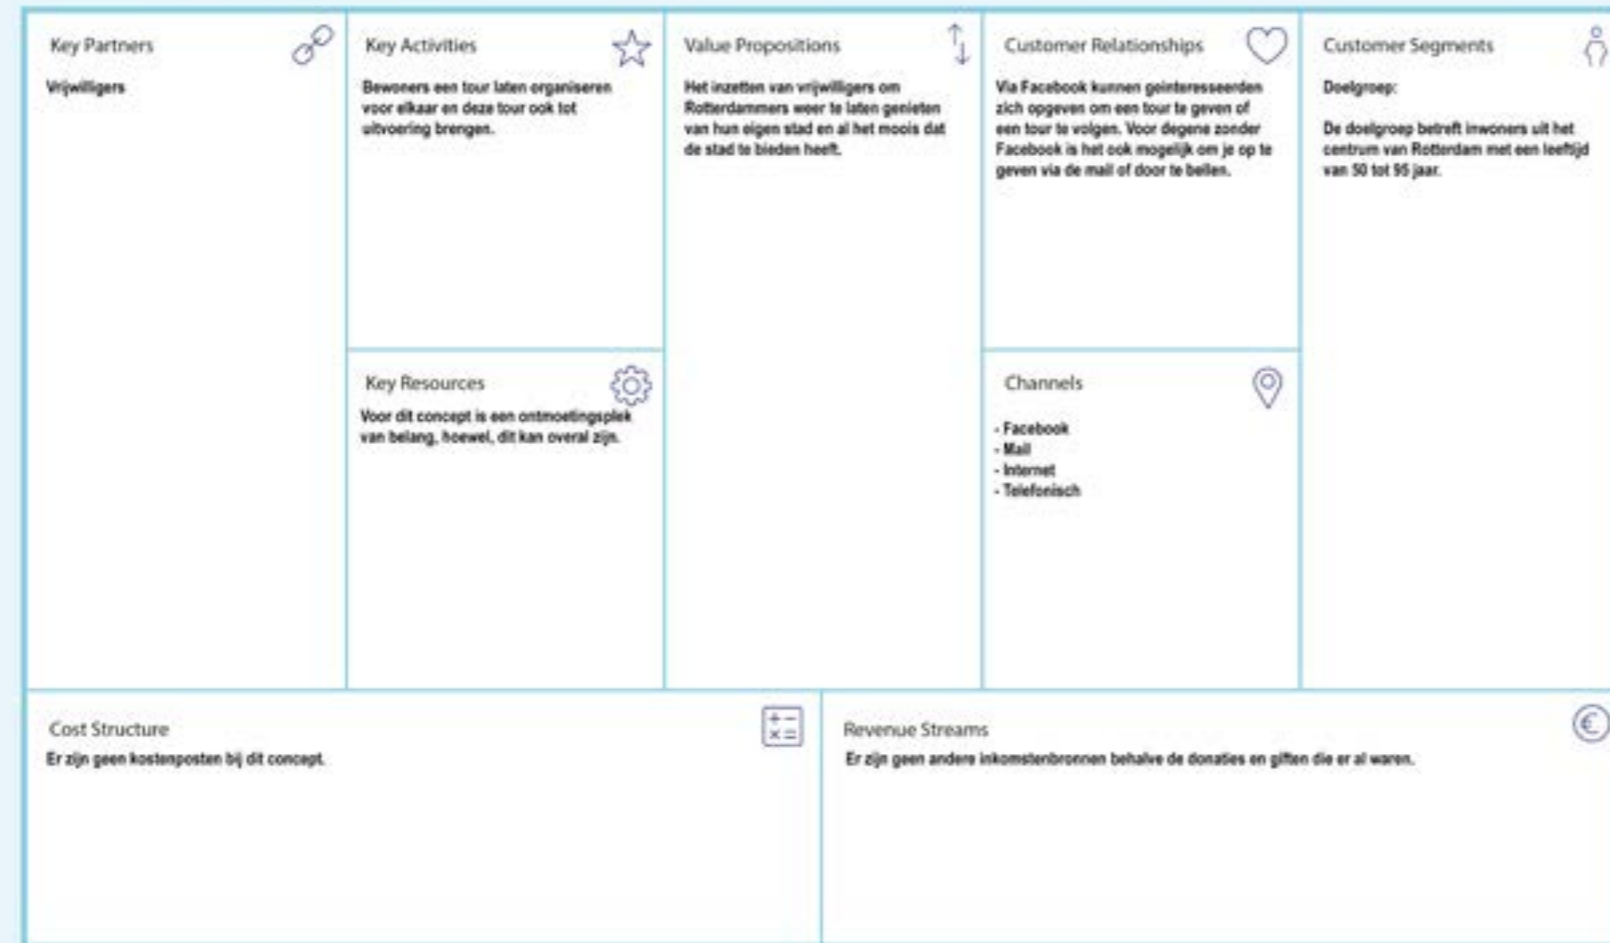 Key Partners
Vrijwilligers
Key Activities
Bewoners een tour laten organiseren
voor elkaar en deze tour ook tot
uitvoering brengen.
Key Resources
Voor dit concept is een ontmoetingsplek
van belang, hoewel, dit kan overal zijn.
Value Propositions
Het inzetten van vrijwilligers om
Rotterdammers weer te laten genieten
van hun eigen stad en al het moois dat
de stad te bieden heeft.
Customer Relationships
Via Facebook kunnen geinteresseerden
zich opgeven om een tour te geven of
een tour te volgen. Voor degene zonder
Facebook is het ook mogelijk om je op te
geven via de mail of door te bellen.
Channels
- Facebook
- Mail
- Internet
- Telefonisch
Customer Segments
Doelgroep:
De doelgroep betreft inwoners uit het
centrum van Rotterdam met een leeftijd
van 50 tot 95 jaar.
Cost Structure
Er zijn geen kostenposten bij dit concept.
Revenue Streams
Er zijn geen andere inkomstenbronnen behalve de donaties en giften die er al waren.